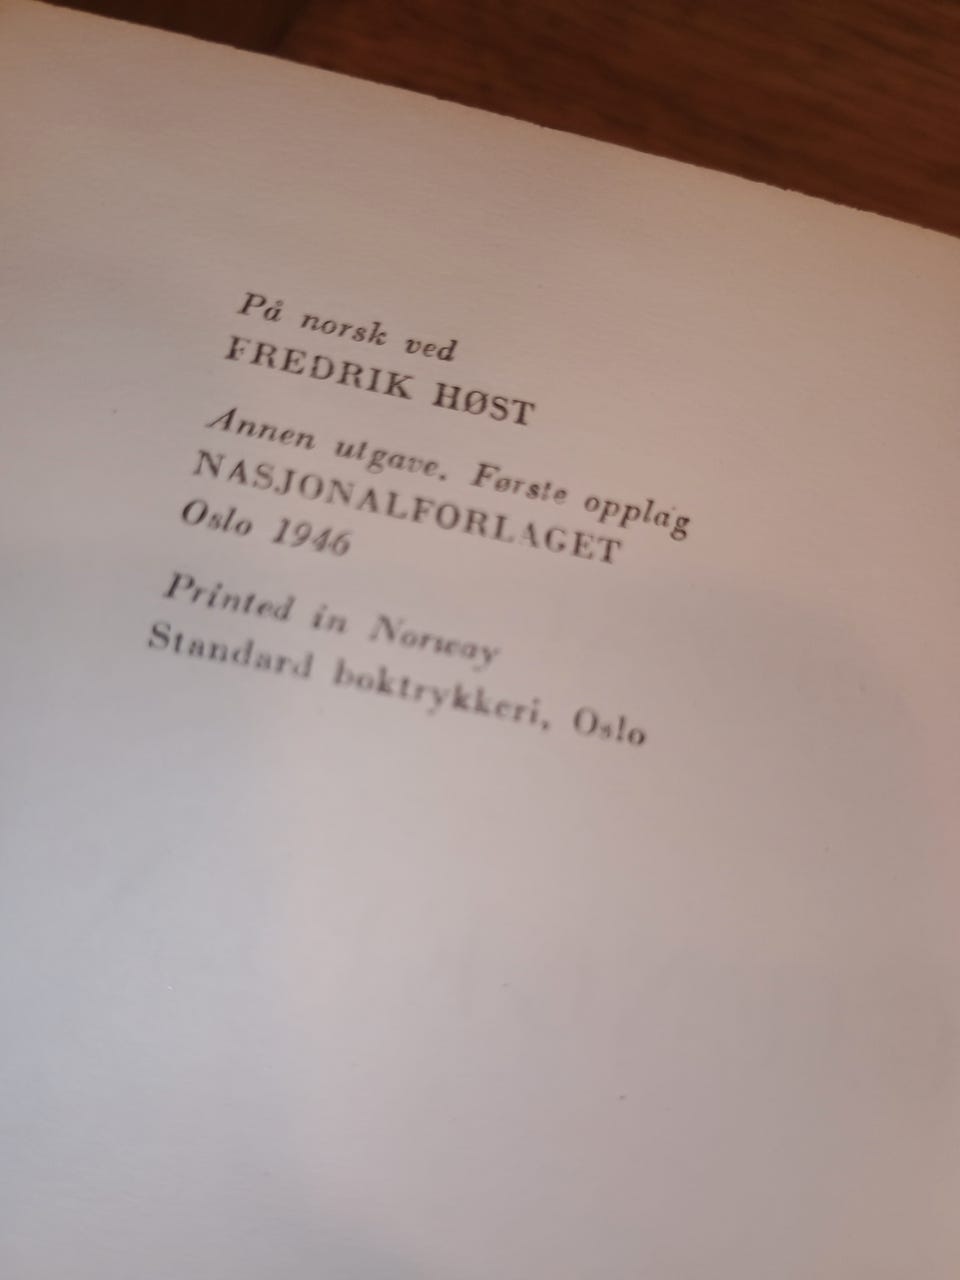 På norsk ved
FREDRIK HØST
Annen utgave. Første opplag
NASJONALFORLAGET
Oslo 1946
Printed in Norway
Standard boktrykkeri, Oslo